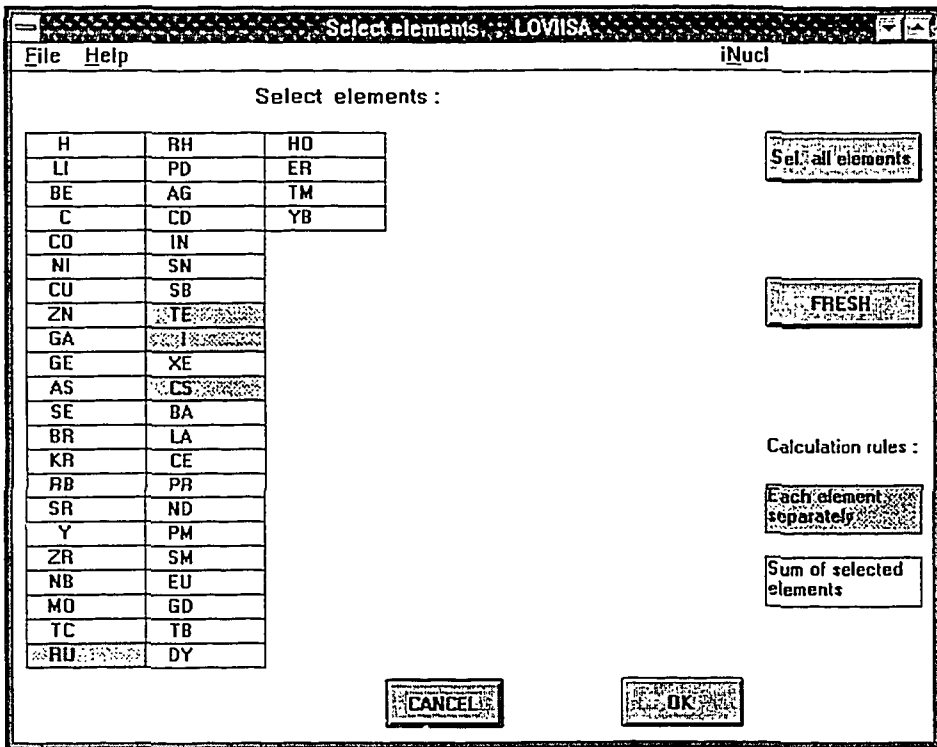 Select elements, ;; LOVIISA
File Help iNucl
Select elements :
H RH HO
LI PD ER
BE AG TM
C CD YB
CO IN
NI SN
CU SB
ZN TE
GA I
GE XE
AS CS
SE BA
BR LA
KR CE
RB PR
SR ND
Y PM
ZR SM
NB EU
MO GD
TC TB
RU DY
Sel. all elements
FRESH
Calculation rules :
Each element
separately
Sum of selected
elements
CANCEL
OK